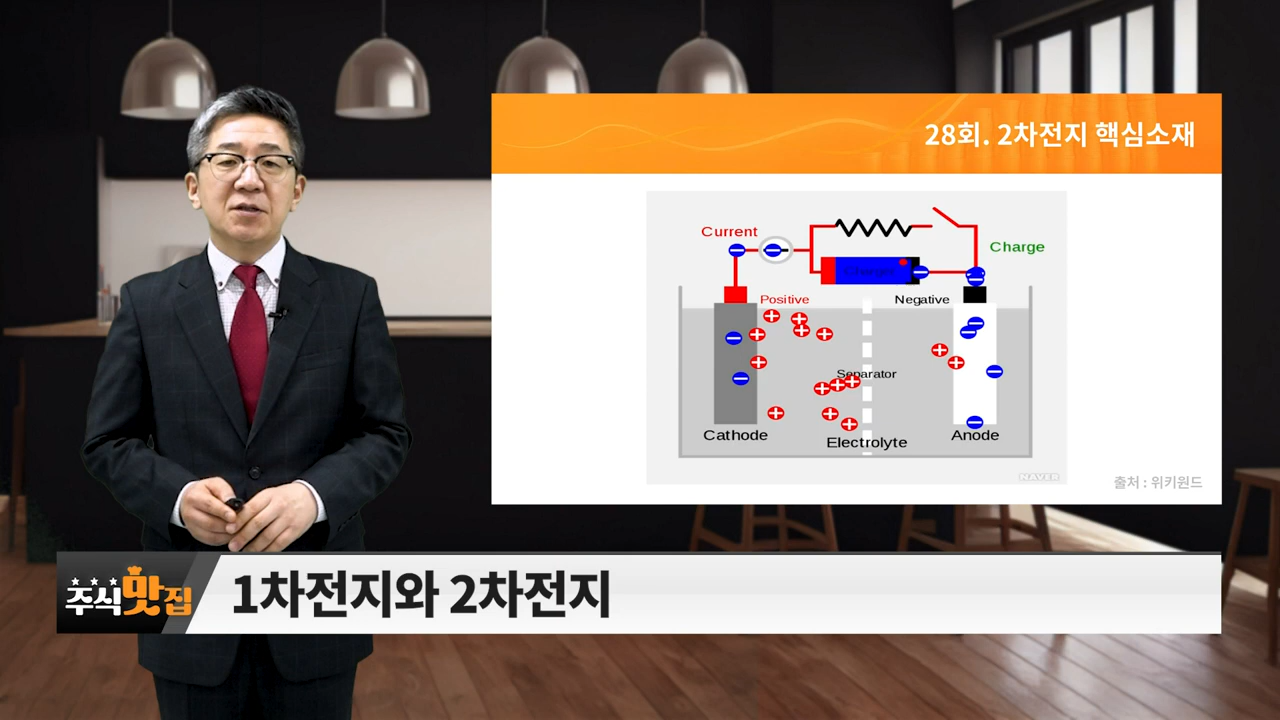 28회. 2차전지 핵심소재
Current
Charge
Charger
Positive
Negative
Separator
Cathode
Electrolyte
Anode
NAVER
출처 : 위키원드
주식맛집
1차전지와 2차전지